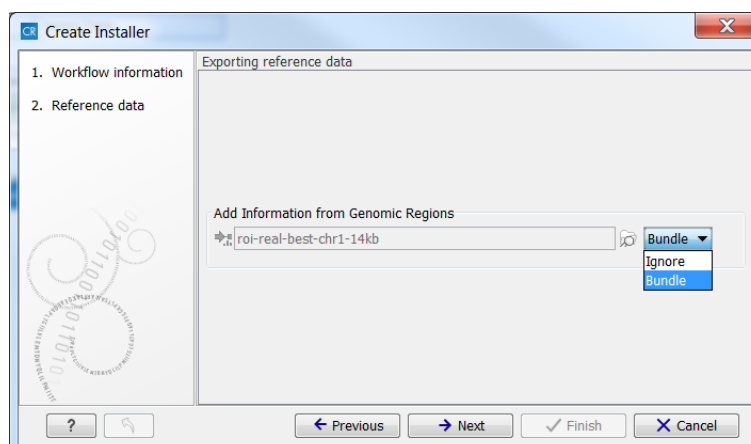 CR Create Installer
X
1. Workflow information
2. Reference data
Exporting reference data
Add Information from Genomic Regions
roi-real-best-chr1-14kb
Bundle
Ignore
Bundle
?
Previous
Next
Finish
Cancel